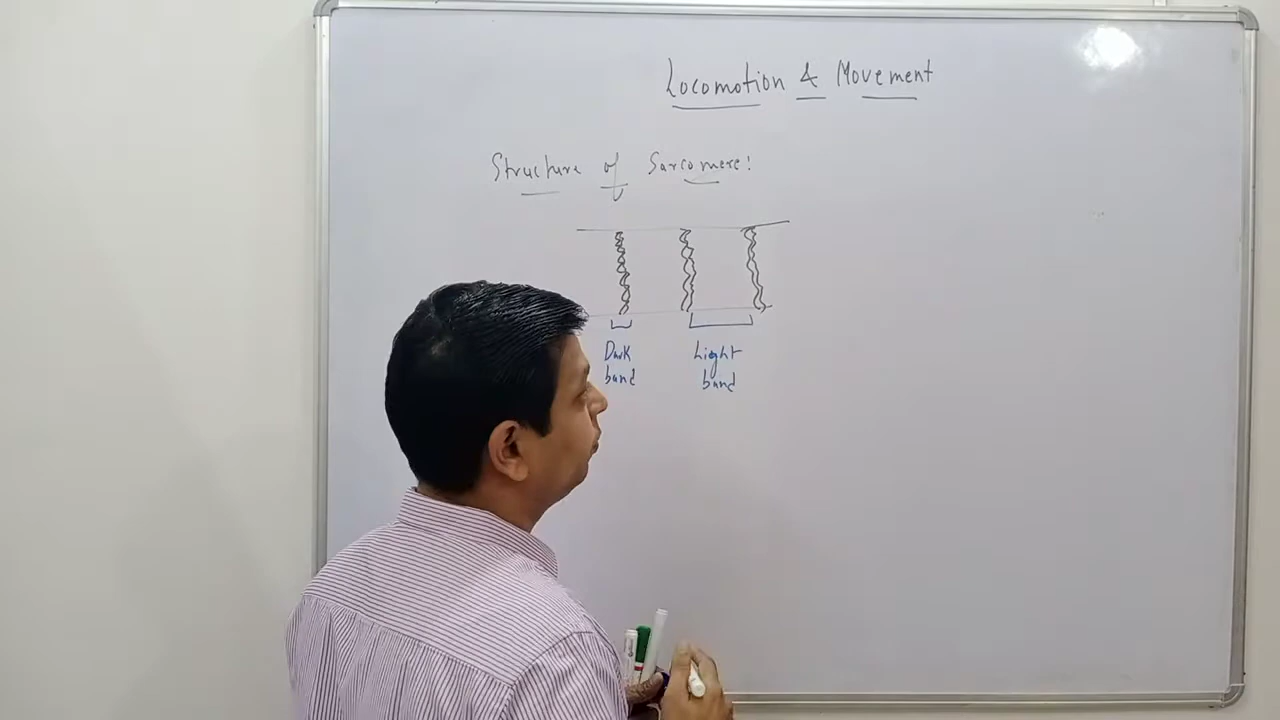 Locomotion & Movement
Structure of Sarcomere:
Dark
band
Light
band